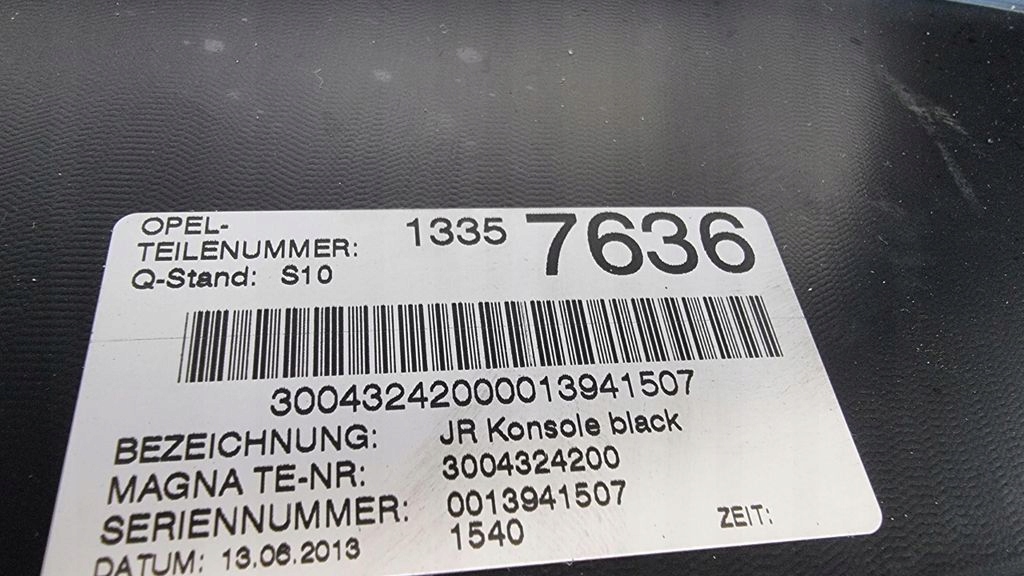 OPEL-
TEILENUMMER: 1335 7636
Q-Stand: S10
30043242000013941507
BEZEICHNUNG: JR Konsole black
MAGNA TE-NR: 3004324200
SERIENNUMMER: 0013941507
DATUM: 13.06.2013 1540 ZEIT: